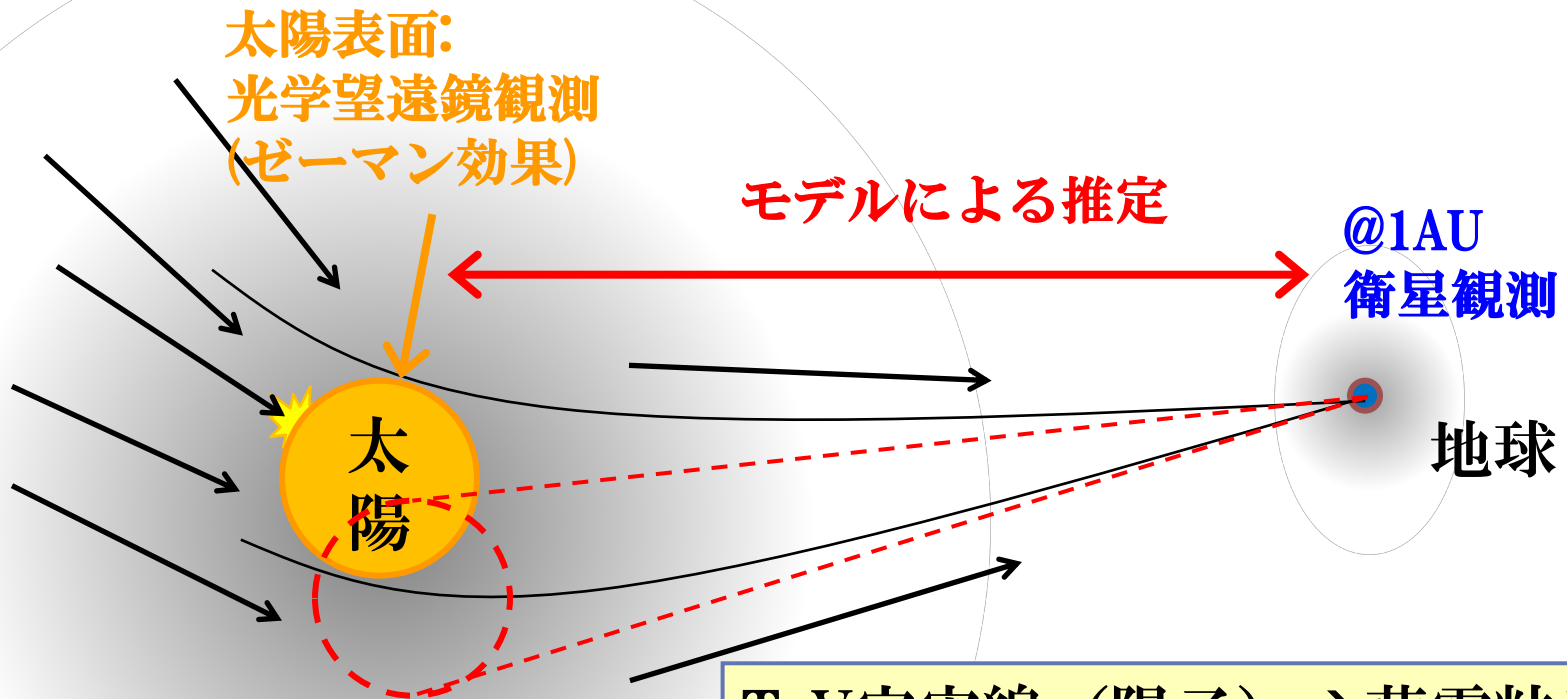 太陽表面:
光学望遠鏡観測
(ゼーマン効果)
モデルによる推定
@1AU
衛星観測
太
陽
地球